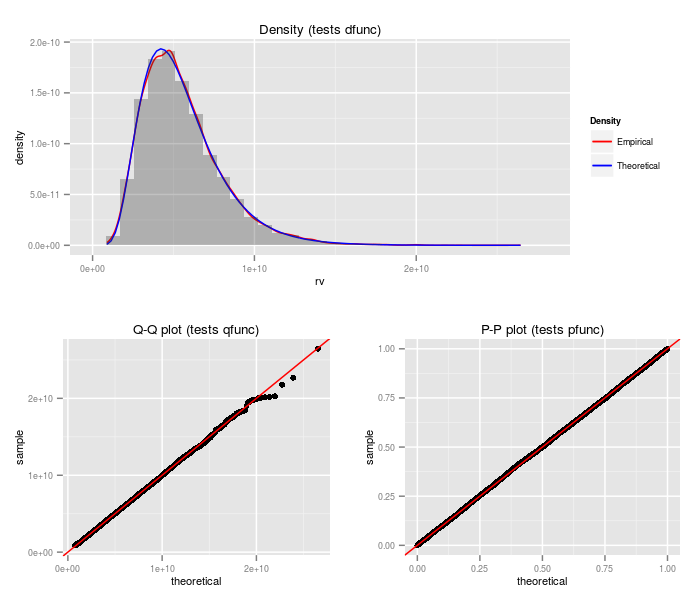 Density (tests dfunc)
2.0e-10
1.5e-10
1.0e-10
5.0e-11
0.0e+00
density
0e+00 1e+10 2e+10
rv
Density
Empirical
Theoretical
Q-Q plot (tests qfunc)
2e+10
1e+10
0e+00
sample
0e+00 1e+10 2e+10
theoretical
P-P plot (tests pfunc)
1.00
0.75
0.50
0.25
0.00
sample
0.00 0.25 0.50 0.75 1.00
theoretical